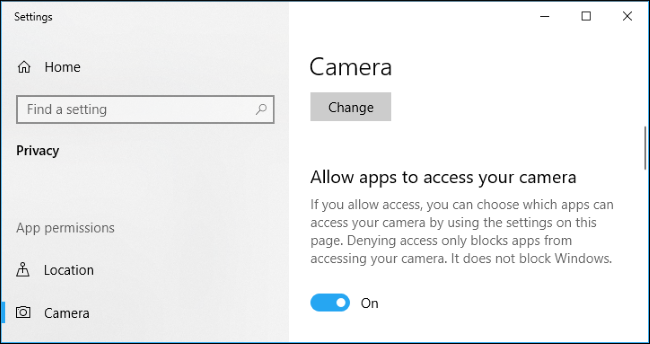 Settings
Home
Find a setting
Privacy
App permissions
Location
Camera
Camera
Change
Allow apps to access your camera
If you allow access, you can choose which apps can
access your camera by using the settings on this
page. Denying access only blocks apps from
accessing your camera. It does not block Windows.
On